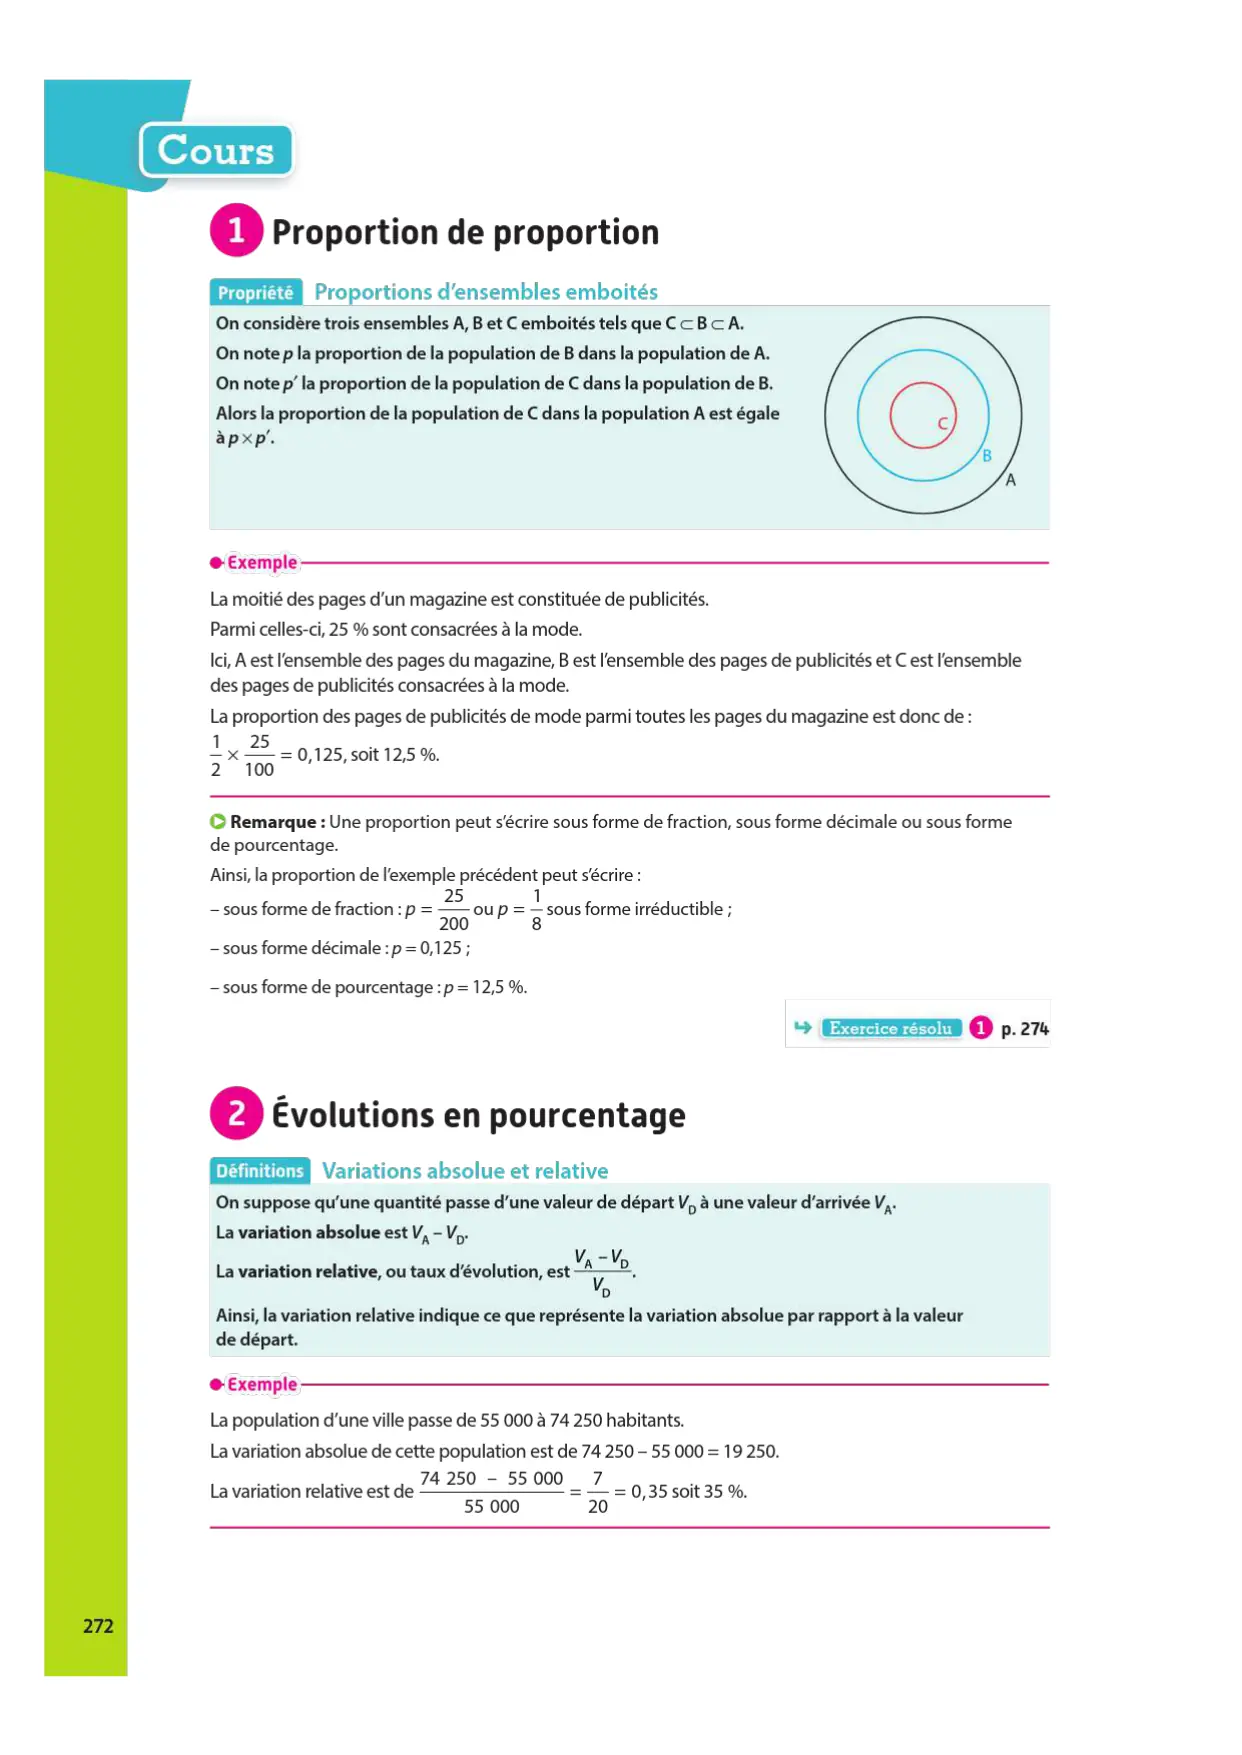 Cours
1 Proportion de proportion
Propriété Proportions d'ensembles emboités
On considère trois ensembles A, B et C emboités tels que C ⊂ B ⊂ A.
On note p la proportion de la population de B dans la population de A.
On note p′ la proportion de la population de C dans la population de B.
Alors la proportion de la population de C dans la population A est égale
à p × p′.
C
B
A
Exemple
La moitié des pages d'un magazine est constituée de publicités.
Parmi celles-ci, 25 % sont consacrées à la mode.
Ici, A est l'ensemble des pages du magazine, B est l'ensemble des pages de publicités et C est l'ensemble
des pages de publicités consacrées à la mode.
La proportion des pages de publicités de mode parmi toutes les pages du magazine est donc de :
1/2 × 25/100 = 0,125, soit 12,5 %.
Remarque : Une proportion peut s'écrire sous forme de fraction, sous forme décimale ou sous forme
de pourcentage.
Ainsi, la proportion de l'exemple précédent peut s'écrire :
– sous forme de fraction : p = 25/200 ou p = 1/8 sous forme irréductible ;
– sous forme décimale : p = 0,125 ;
– sous forme de pourcentage : p = 12,5 %.
Exercice résolu 1 p. 274
2 Évolutions en pourcentage
Définitions Variations absolue et relative
On suppose qu'une quantité passe d'une valeur de départ V_D à une valeur d'arrivée V_A.
La variation absolue est V_A – V_D.
La variation relative, ou taux d'évolution, est (V_A – V_D)/V_D.
Ainsi, la variation relative indique ce que représente la variation absolue par rapport à la valeur
de départ.
Exemple
La population d'une ville passe de 55 000 à 74 250 habitants.
La variation absolue de cette population est de 74 250 – 55 000 = 19 250.
La variation relative est de (74 250 – 55 000)/55 000 = 7/20 = 0,35 soit 35 %.
272